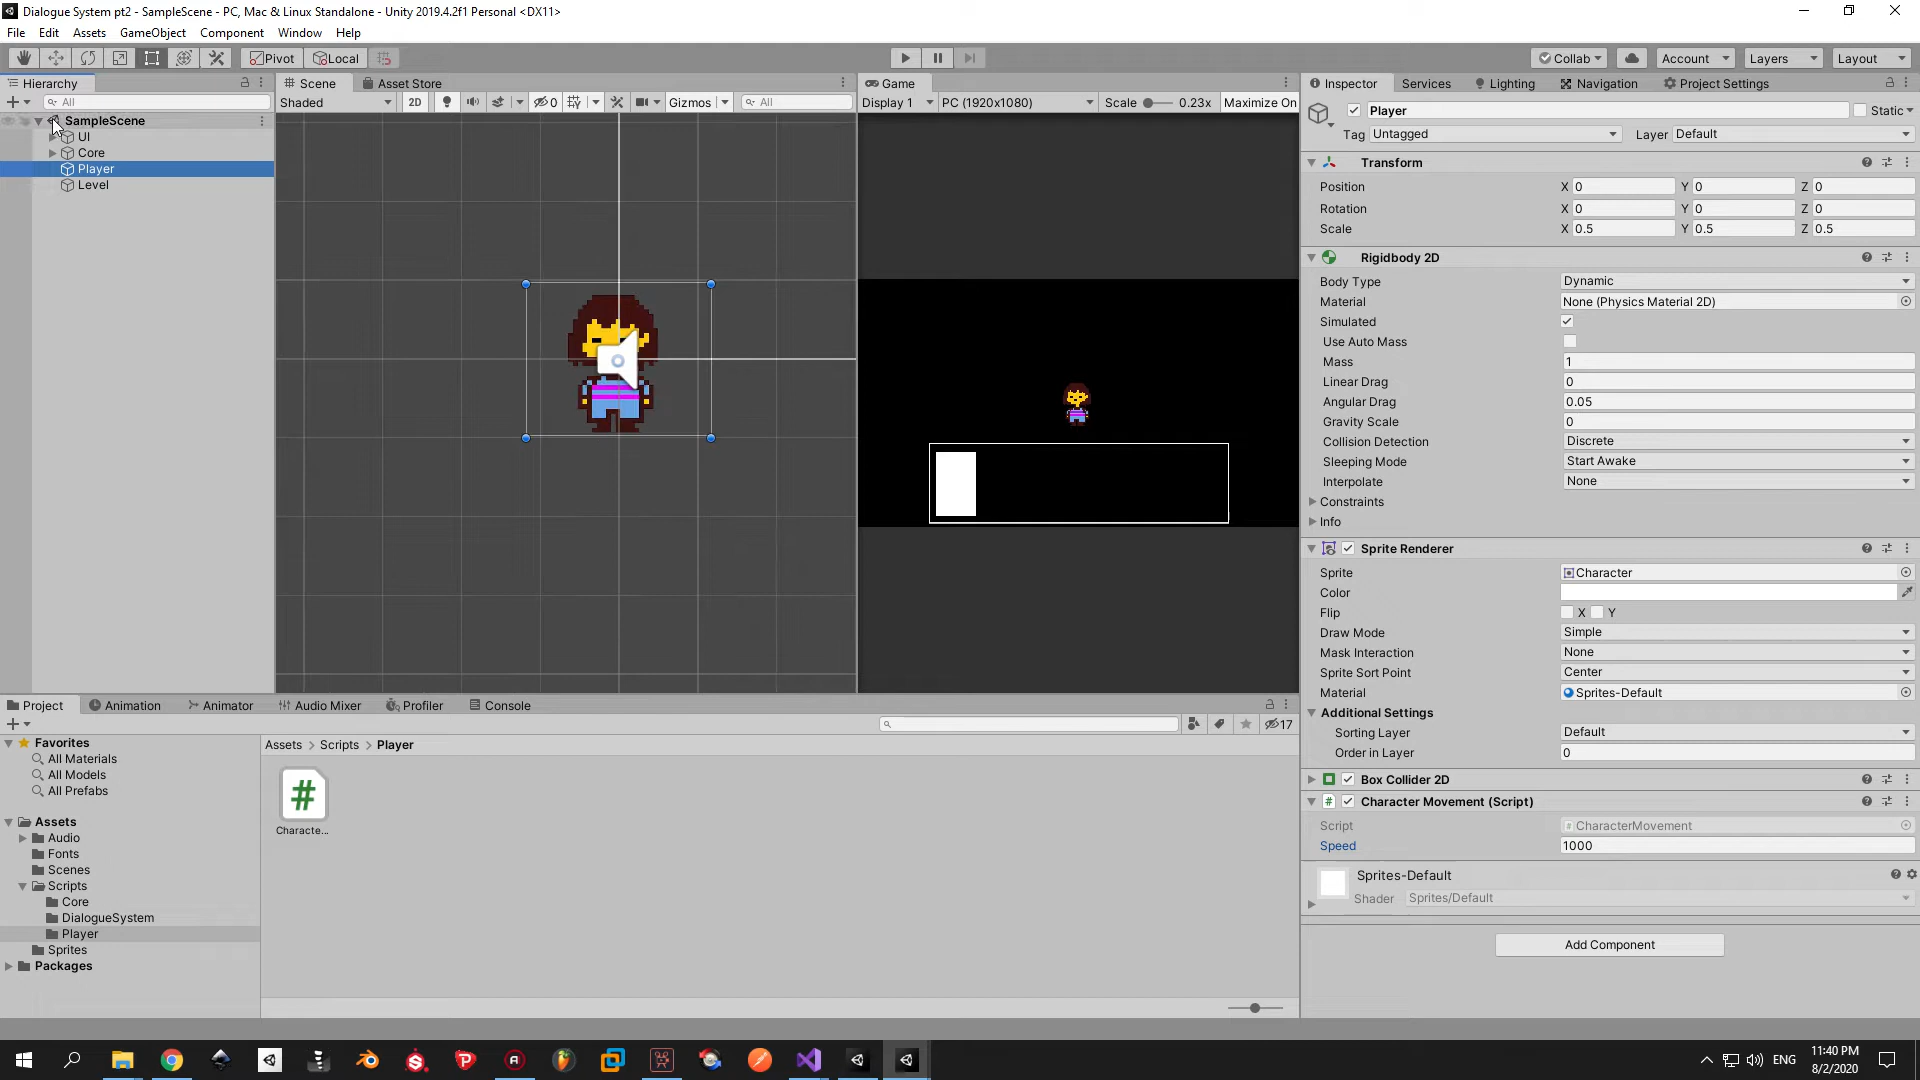 Dialogue System pt2 - SampleScene - PC, Mac & Linux Standalone - Unity 2019.4.2f1 Personal <DX11>
File Edit Assets GameObject Component Window Help
Pivot Local Collab Account Layers Layout
Hierarchy
All
SampleScene
UI
Core
Player
Level
Scene Asset Store
Shaded 2D 0 Gizmos All
Game
Display 1 PC (1920x1080) Scale 0.23x Maximize On
Inspector Services Lighting Navigation Project Settings
Player Static
Tag Untagged Layer Default
Transform
Position X 0 Y 0 Z 0
Rotation X 0 Y 0 Z 0
Scale X 0.5 Y 0.5 Z 0.5
Rigidbody 2D
Body Type Dynamic
Material None (Physics Material 2D)
Simulated
Use Auto Mass
Mass 1
Linear Drag 0
Angular Drag 0.05
Gravity Scale 0
Collision Detection Discrete
Sleeping Mode Start Awake
Interpolate None
Constraints
Info
Sprite Renderer
Sprite Character
Color
Flip X Y
Draw Mode Simple
Mask Interaction None
Sprite Sort Point Center
Material Sprites-Default
Additional Settings
Sorting Layer Default
Order in Layer 0
Box Collider 2D
# Character Movement (Script)
Script # CharacterMovement
Speed 1000
Sprites-Default
Shader Sprites/Default
Add Component
Project Animation Animator Audio Mixer Profiler Console
17
Favorites
All Materials
All Models
All Prefabs
Assets
Audio
Fonts
Scenes
Scripts
Core
DialogueSystem
Player
Sprites
Packages
Assets > Scripts > Player
#
Characte...
ENG
11:40 PM
8/2/2020